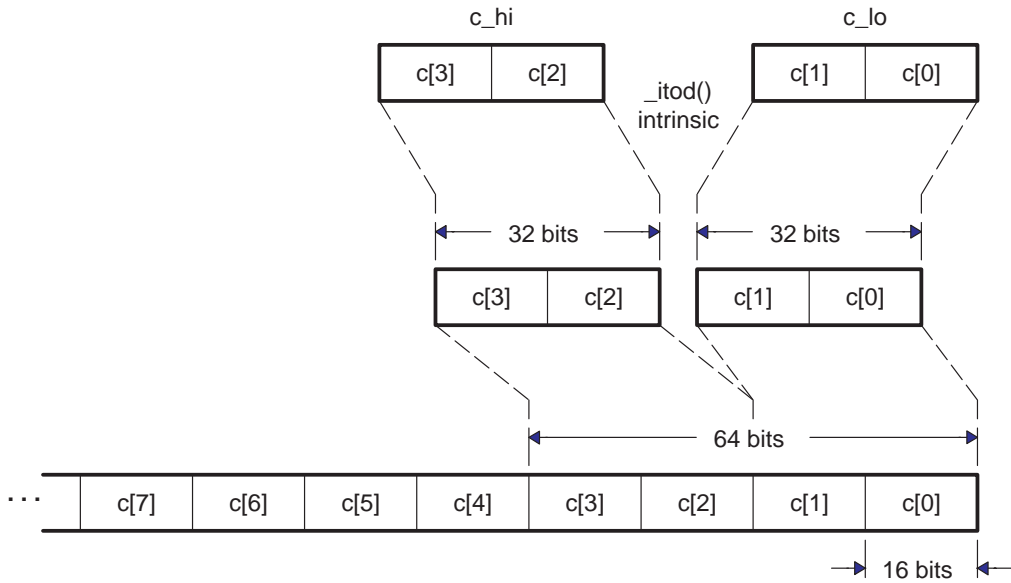 c_hi c_lo
c[3] c[2] c[1] c[0]
_itod()
intrinsic
32 bits 32 bits
c[3] c[2] c[1] c[0]
64 bits
... c[7] c[6] c[5] c[4] c[3] c[2] c[1] c[0]
16 bits